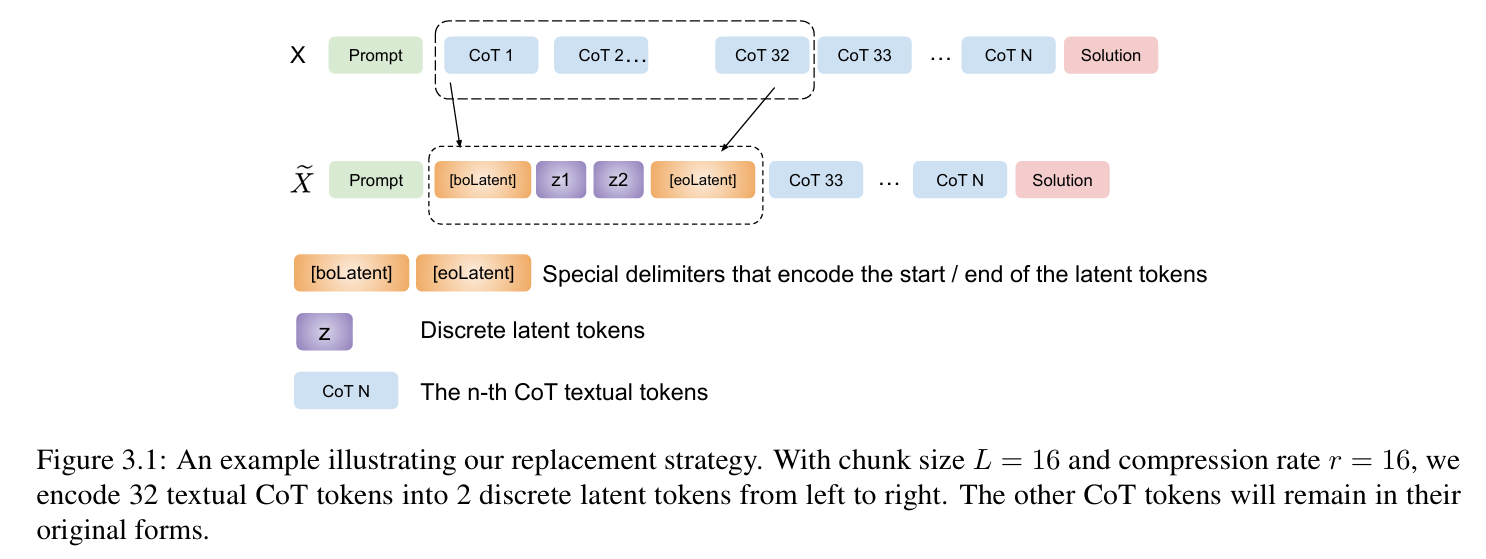 X Prompt CoT 1 CoT 2... CoT 32 CoT 33 ... CoT N Solution
X̃ Prompt [boLatent] z1 z2 [eoLatent] CoT 33 ... CoT N Solution
[boLatent] [eoLatent] Special delimiters that encode the start / end of the latent tokens
z Discrete latent tokens
CoT N The n-th CoT textual tokens
Figure 3.1: An example illustrating our replacement strategy. With chunk size L = 16 and compression rate r = 16, we
encode 32 textual CoT tokens into 2 discrete latent tokens from left to right. The other CoT tokens will remain in their
original forms.